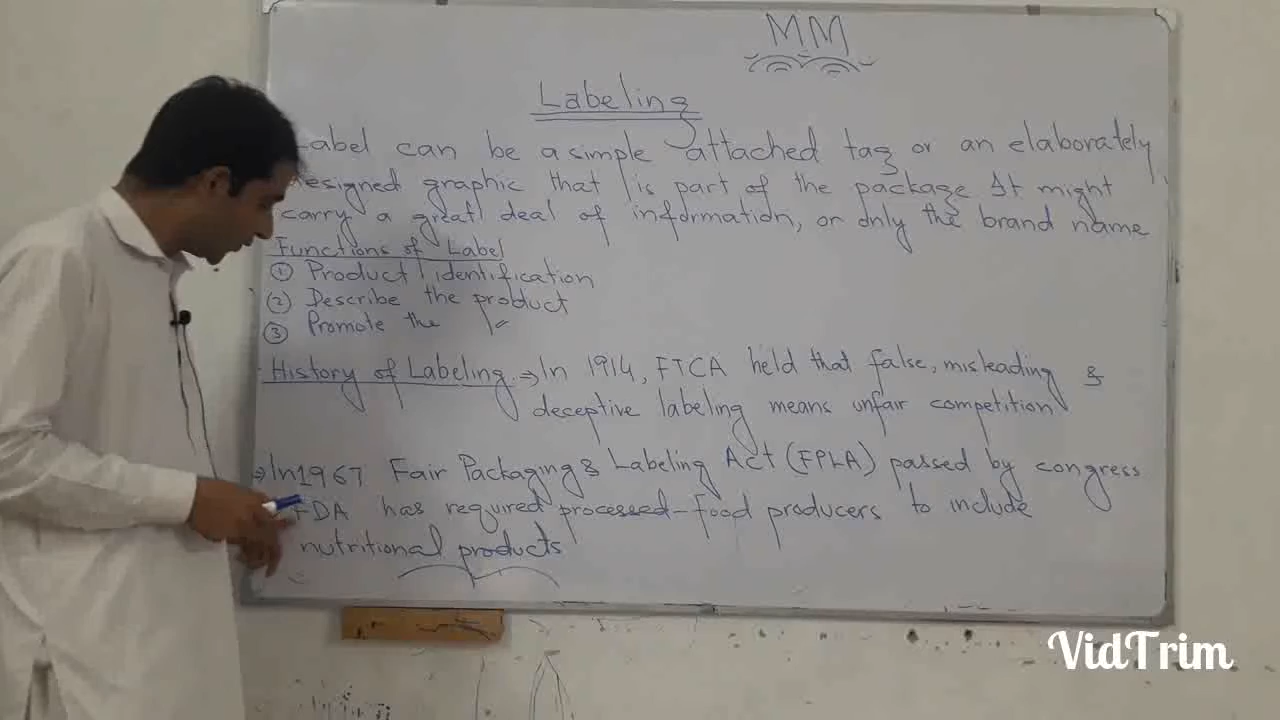 MM
Labeling
Label can be a simple attached tag or an elaborately
designed graphic that is part of the package It might
carry a great deal of information, or only the brand name
Functions of Label
① Product identification
② Describe the product
③ Promote the
History of Labeling → In 1914, FTCA held that false, misleading &
deceptive labeling means unfair competition
→ In 1967 Fair Packaging & Labeling Act (FPLA) passed by congress
FDA has required processed-food producers to include
nutritional products
VidTrim